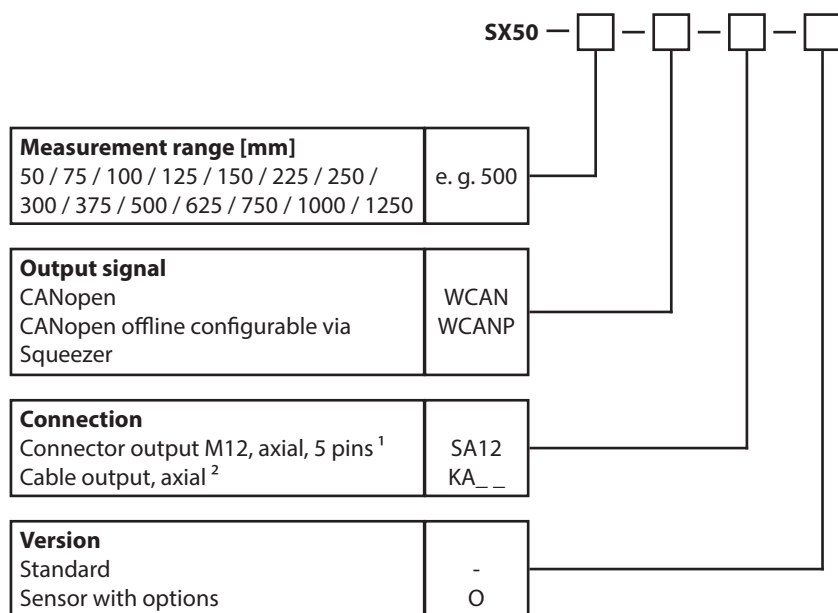 SX50 — □ — □ — □ — □
Measurement range [mm]
50 / 75 / 100 / 125 / 150 / 225 / 250 /
300 / 375 / 500 / 625 / 750 / 1000 / 1250
e. g. 500
Output signal
CANopen
WCAN
CANopen offline configurable via
WCANP
Squeezer
Connection
Connector output M12, axial, 5 pins ¹
SA12
Cable output, axial ²
KA_ _
Version
Standard
-
Sensor with options
O